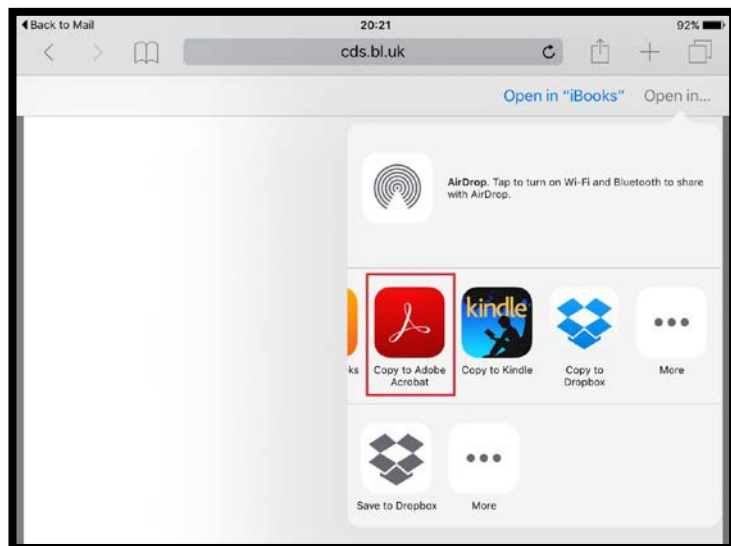 Back to Mail
20:21
92%
cds.bl.uk
Open in "iBooks"
Open in...
AirDrop. Tap to turn on Wi-Fi and Bluetooth to share
with AirDrop.
kindle
ks
Copy to Adobe
Acrobat
Copy to Kindle
Copy to
Dropbox
More
Save to Dropbox
More